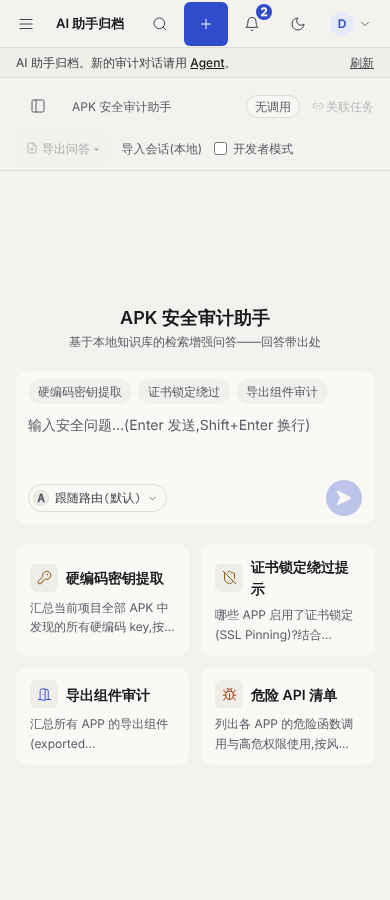 AI 助手归档
2
D
AI 助手归档。新的审计对话请用 Agent。
刷新
APK 安全审计助手
无调用
关联任务
导出问答
导入会话(本地)
开发者模式
APK 安全审计助手
基于本地知识库的检索增强问答——回答带出处
硬编码密钥提取
证书锁定绕过
导出组件审计
输入安全问题...(Enter 发送,Shift+Enter 换行)
A
跟随路由(默认)
硬编码密钥提取
汇总当前项目全部 APK 中
发现的所有硬编码 key,按...
证书锁定绕过提
示
哪些 APP 启用了证书锁定
(SSL Pinning)?结合...
导出组件审计
汇总所有 APP 的导出组件
(exported...
危险 API 清单
列出各 APP 的危险函数调
用与高危权限使用,按风...